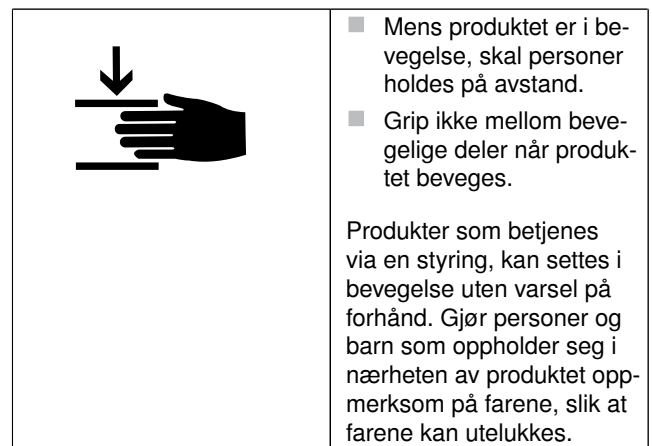 Mens produktet er i be-
vegelse, skal personer
holdes på avstand.
Grip ikke mellom beve-
gelige deler når produk-
tet beveges.
Produkter som betjenes
via en styring, kan settes i
bevegelse uten varsel på
forhånd. Gjør personer og
barn som oppholder seg i
nærheten av produktet opp-
merksom på farene, slik at
farene kan utelukkes.